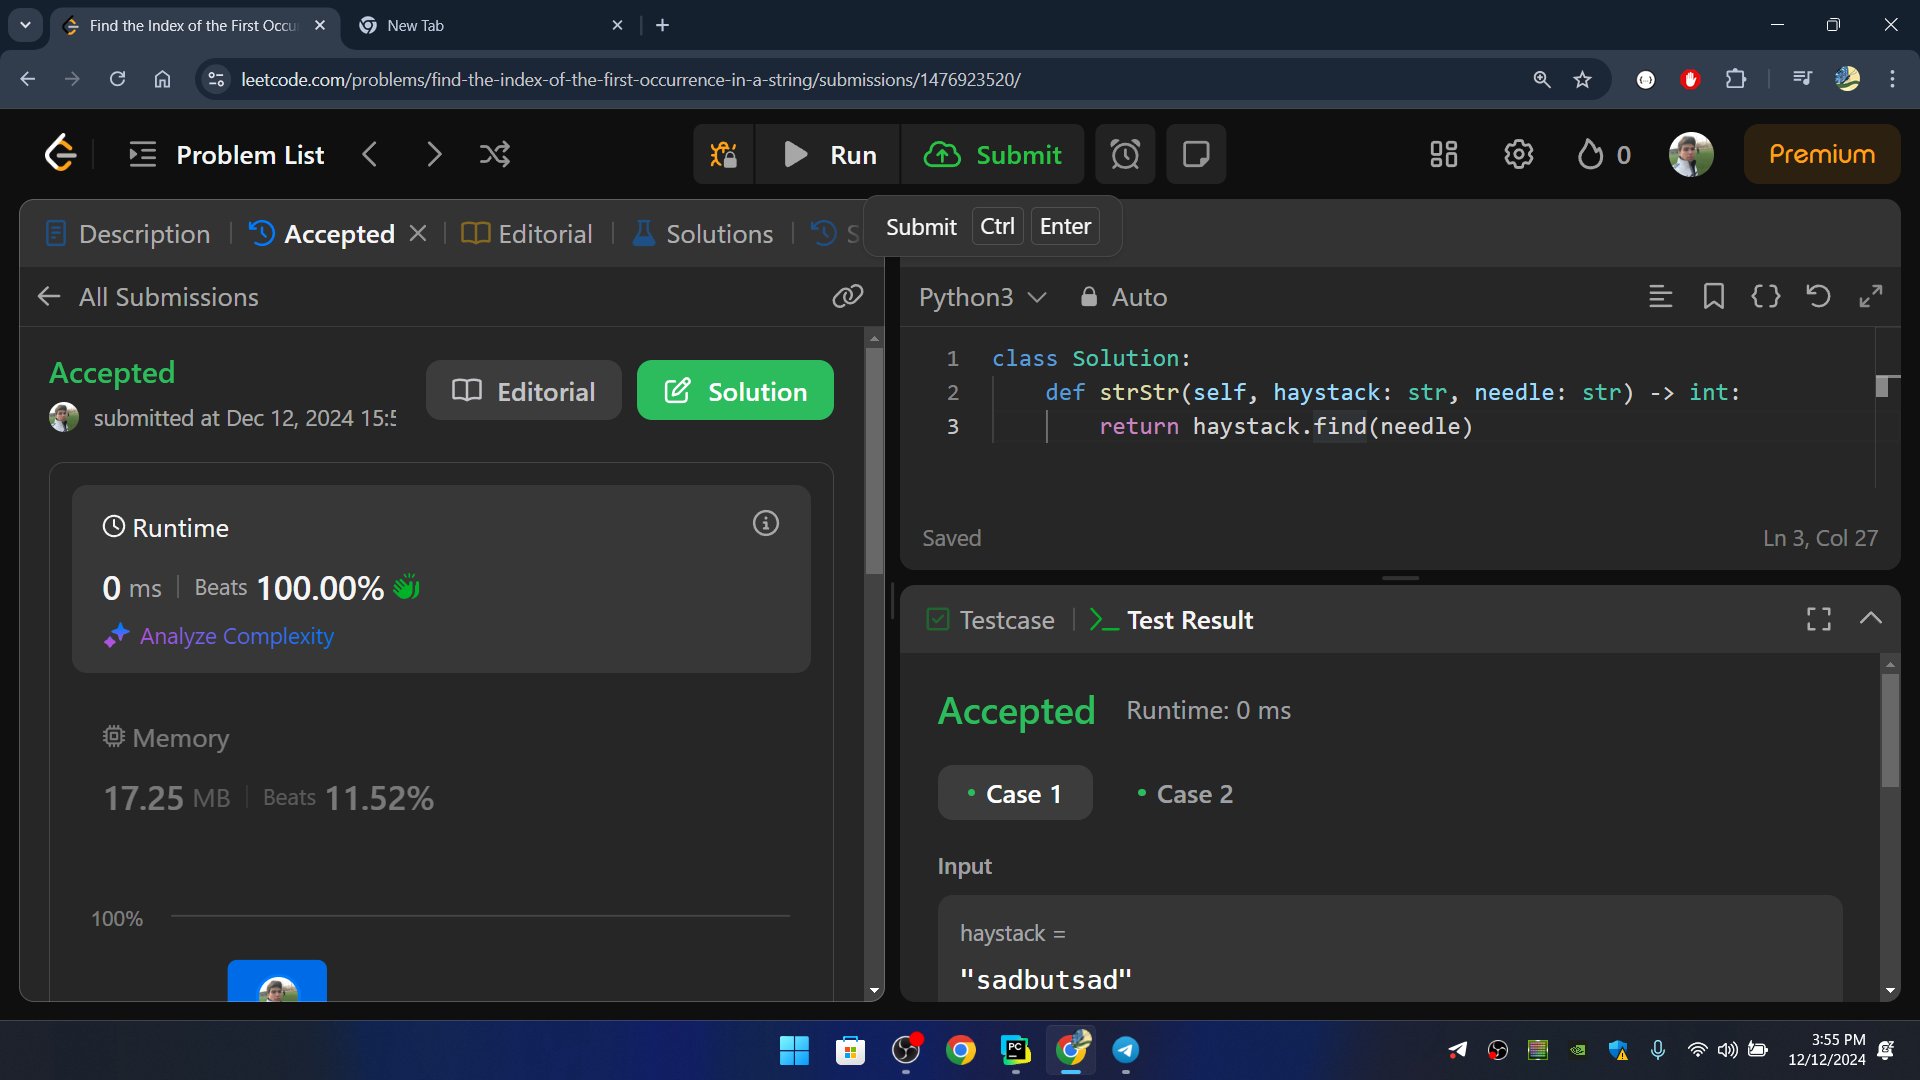 Find the Index of the First Occu
New Tab
leetcode.com/problems/find-the-index-of-the-first-occurrence-in-a-string/submissions/1476923520/
Problem List
Run
Submit
0
Premium
Description
Accepted
Editorial
Solutions
S
Submit Ctrl Enter
All Submissions
Accepted
submitted at Dec 12, 2024 15:5
Editorial
Solution
Runtime
0 ms
Beats 100.00%
Analyze Complexity
Memory
17.25 MB
Beats 11.52%
100%
Python3
Auto
1 class Solution:
2 def strStr(self, haystack: str, needle: str) -> int:
3 return haystack.find(needle)
Saved
Ln 3, Col 27
Testcase
Test Result
Accepted
Runtime: 0 ms
Case 1
Case 2
Input
haystack =
"sadbutsad"
PC
3:55 PM
12/12/2024